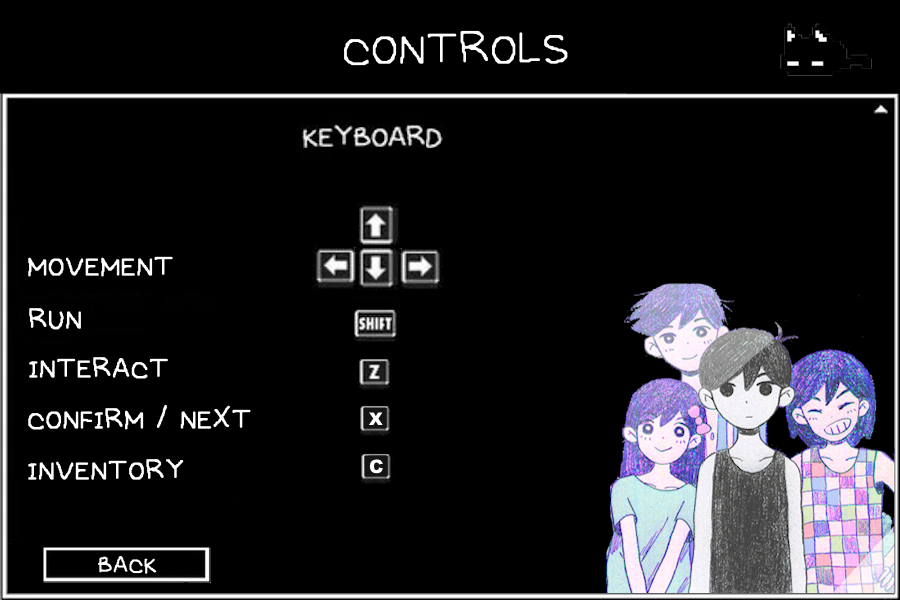 CONTROLS
KEYBOARD
MOVEMENT
RUN SHIFT
INTERACT Z
CONFIRM / NEXT X
INVENTORY C
BACK